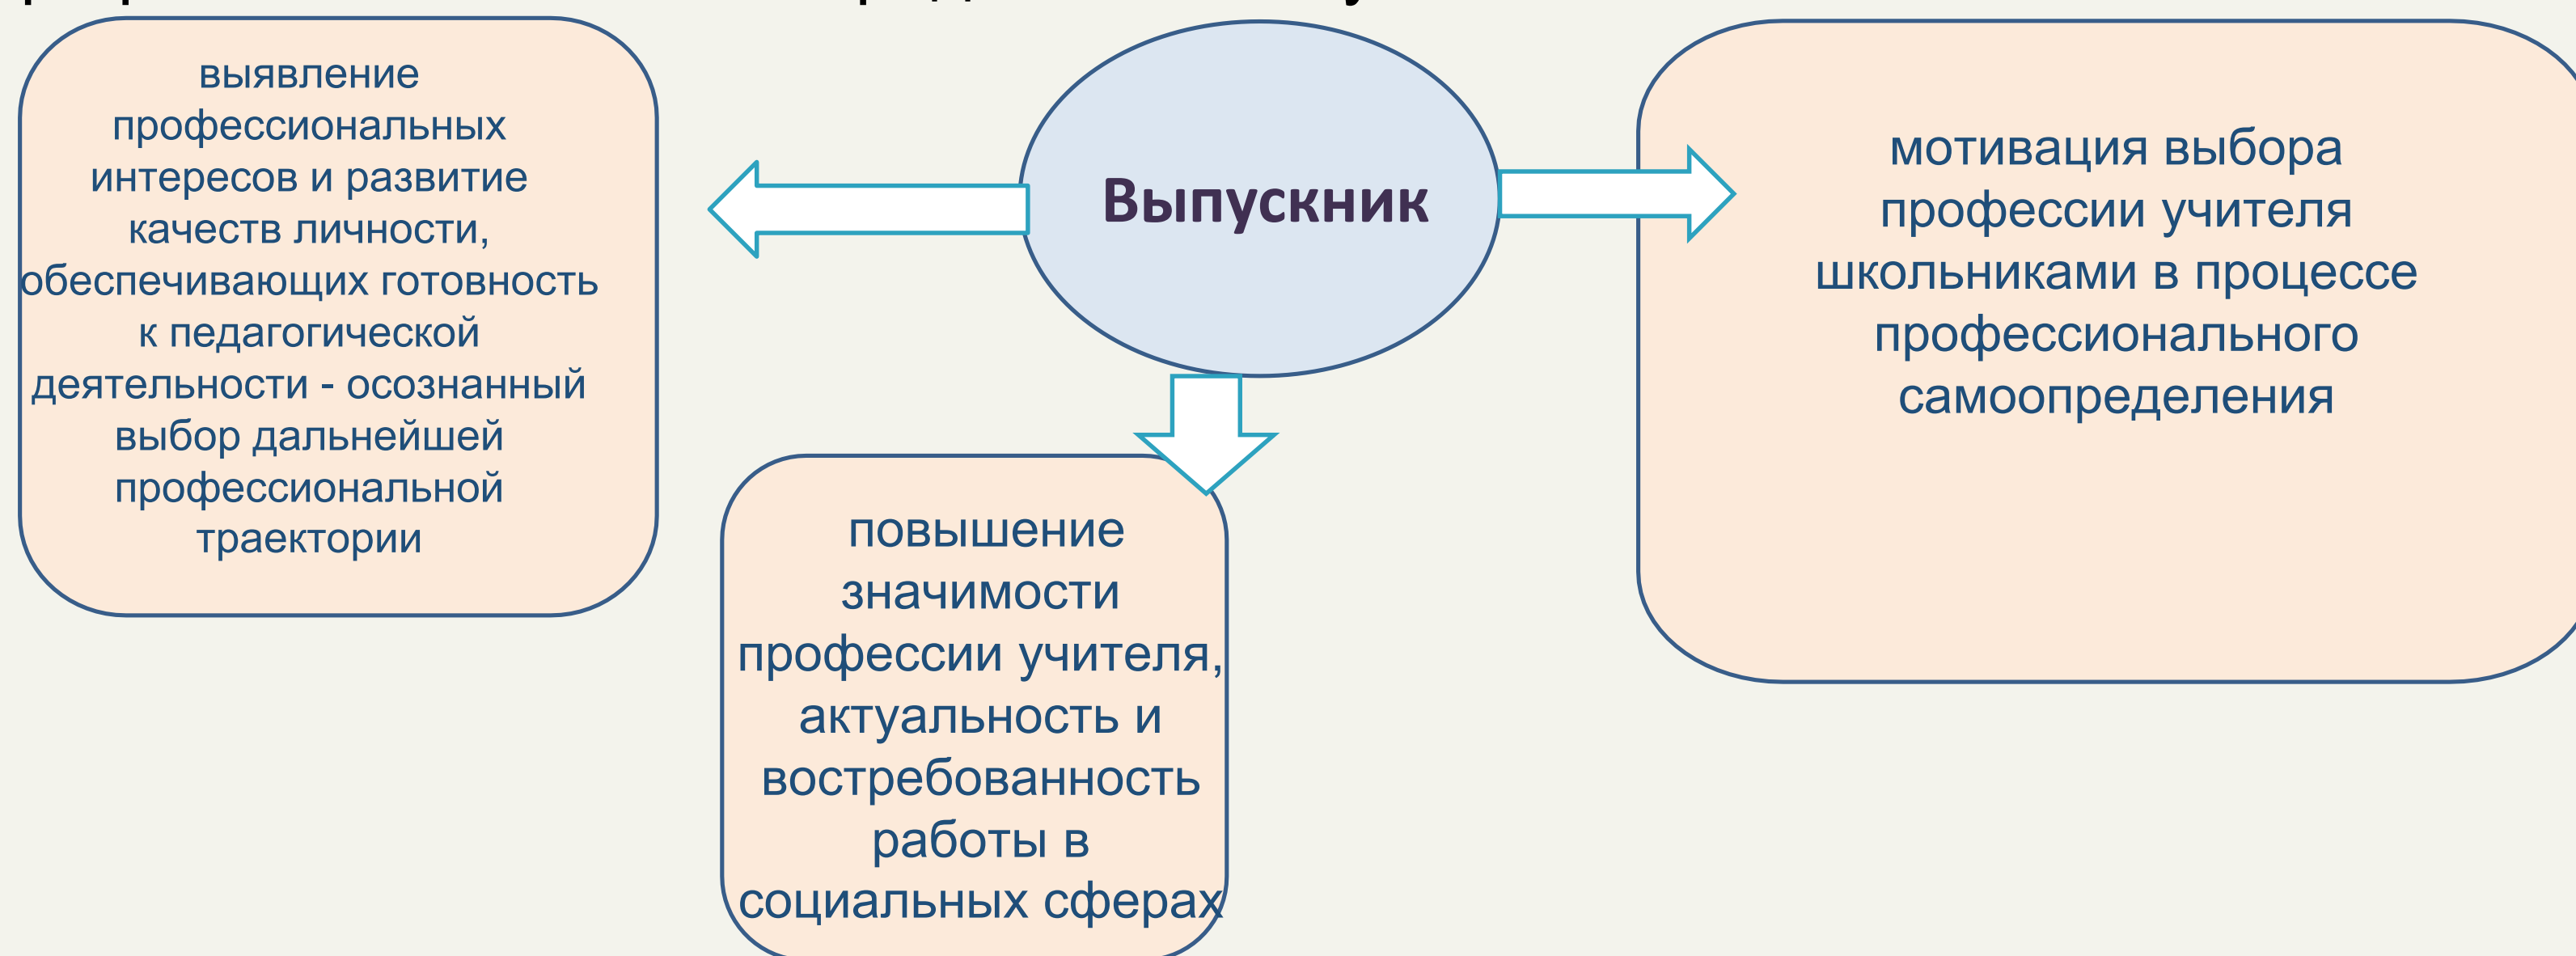 выявление
профессиональных
интересов и развитие
качеств личности,
обеспечивающих готовность
к педагогической
деятельности - осознанный
выбор дальнейшей
профессиональной
траектории
Выпускник
мотивация выбора
профессии учителя
школьниками в процессе
профессионального
самоопределения
повышение
значимости
профессии учителя,
актуальность и
востребованность
работы в
социальных сферах